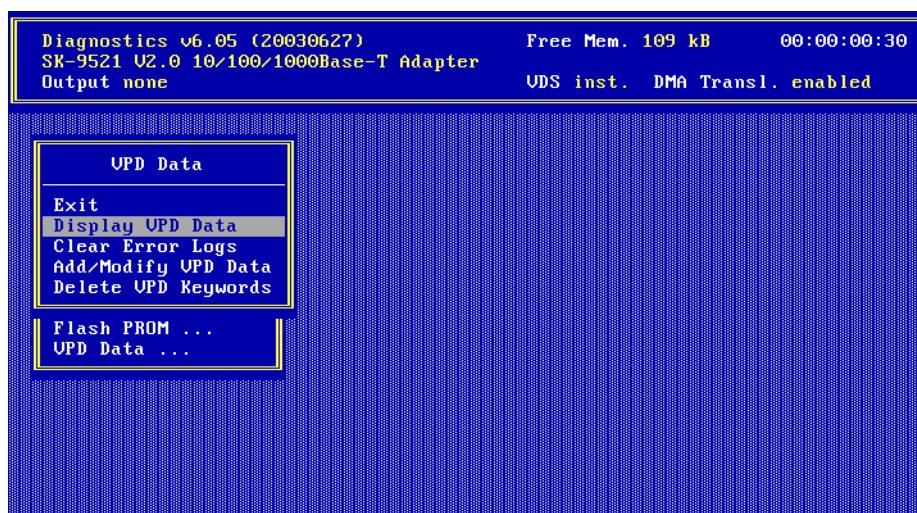 Diagnostics v6.05 (20030627) Free Mem. 109 kB 00:00:00:30
SK-9521 V2.0 10/100/1000Base-T Adapter
Output none VDS inst. DMA Transl. enabled
VPD Data
Exit
Display VPD Data
Clear Error Logs
Add/Modify VPD Data
Delete VPD Keywords
Flash PROM ...
VPD Data ...